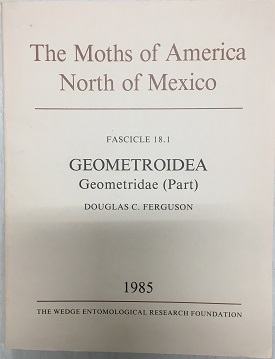 The Moths of America
North of Mexico
FASCICLE 18.1
GEOMETROIDEA
Geometridae (Part)
DOUGLAS C. FERGUSON
1985
THE WEDGE ENTOMOLOGICAL RESEARCH FOUNDATION